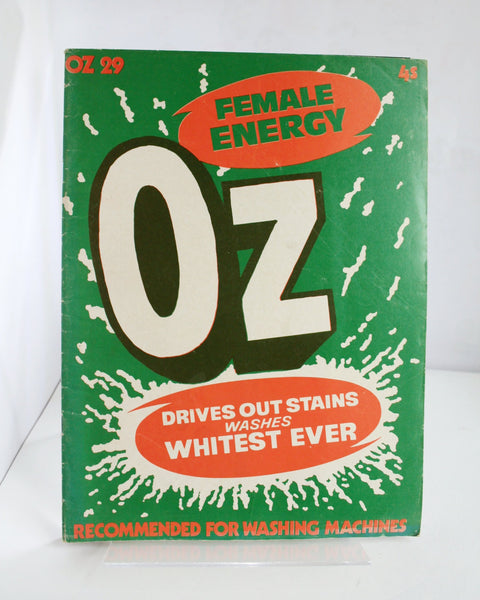 OZ 29
4s
FEMALE
ENERGY
Oz
DRIVES OUT STAINS
WASHES
WHITEST EVER
RECOMMENDED FOR WASHING MACHINES